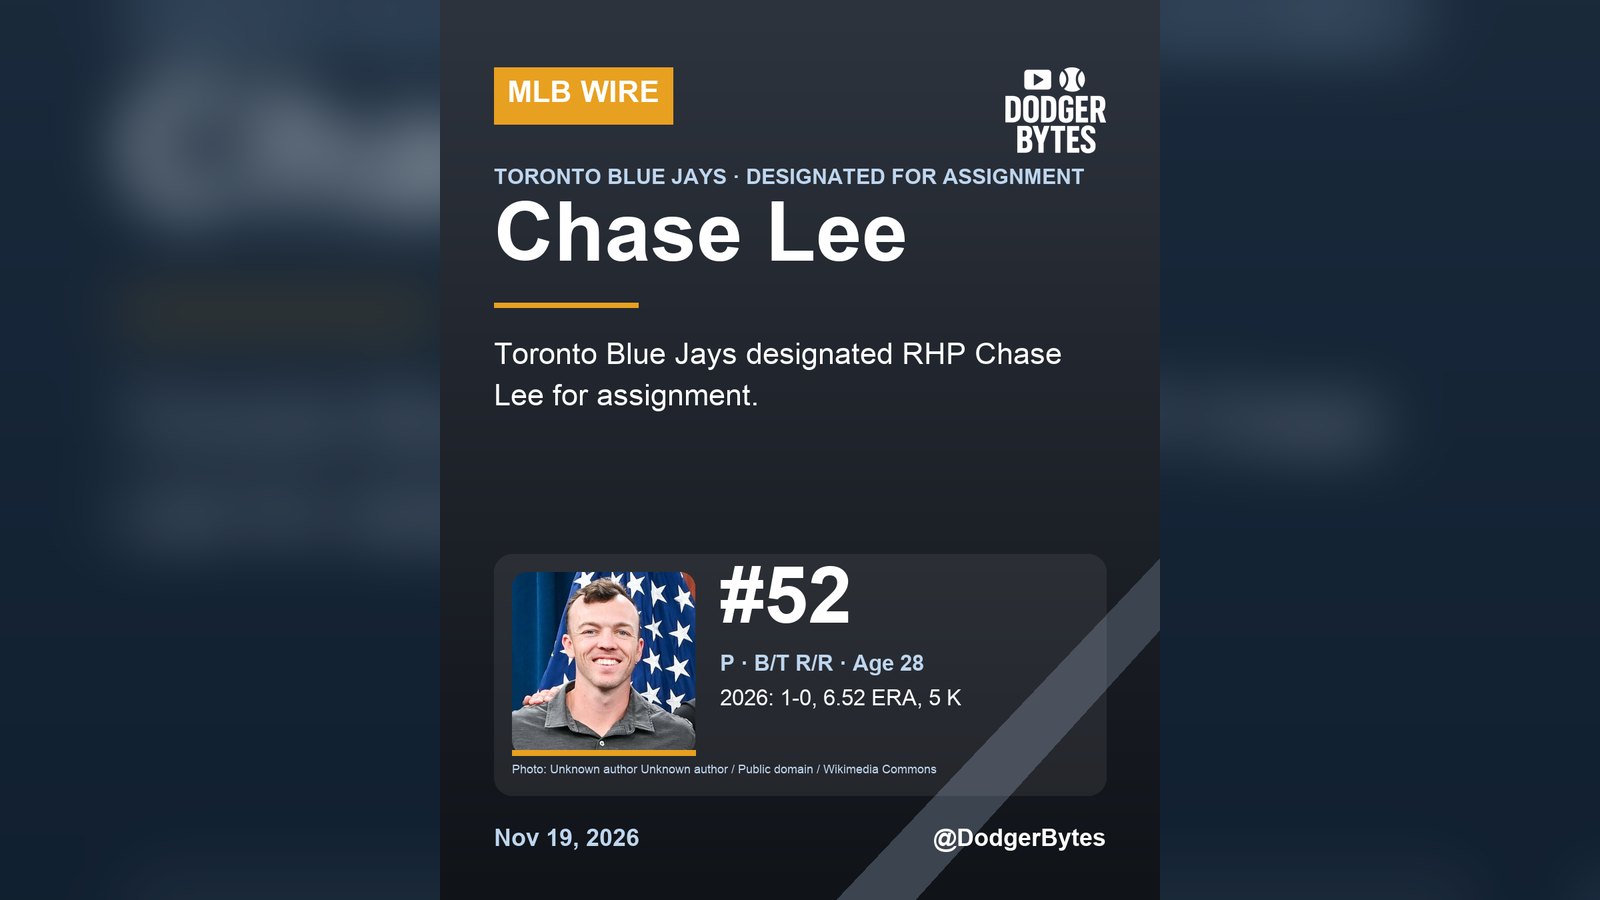 MLB WIRE
DODGER
BYTES
TORONTO BLUE JAYS · DESIGNATED FOR ASSIGNMENT
Chase Lee
Toronto Blue Jays designated RHP Chase
Lee for assignment.
#52
P · B/T R/R · Age 28
2026: 1-0, 6.52 ERA, 5 K
Photo: Unknown author Unknown author / Public domain / Wikimedia Commons
Nov 19, 2026
@DodgerBytes